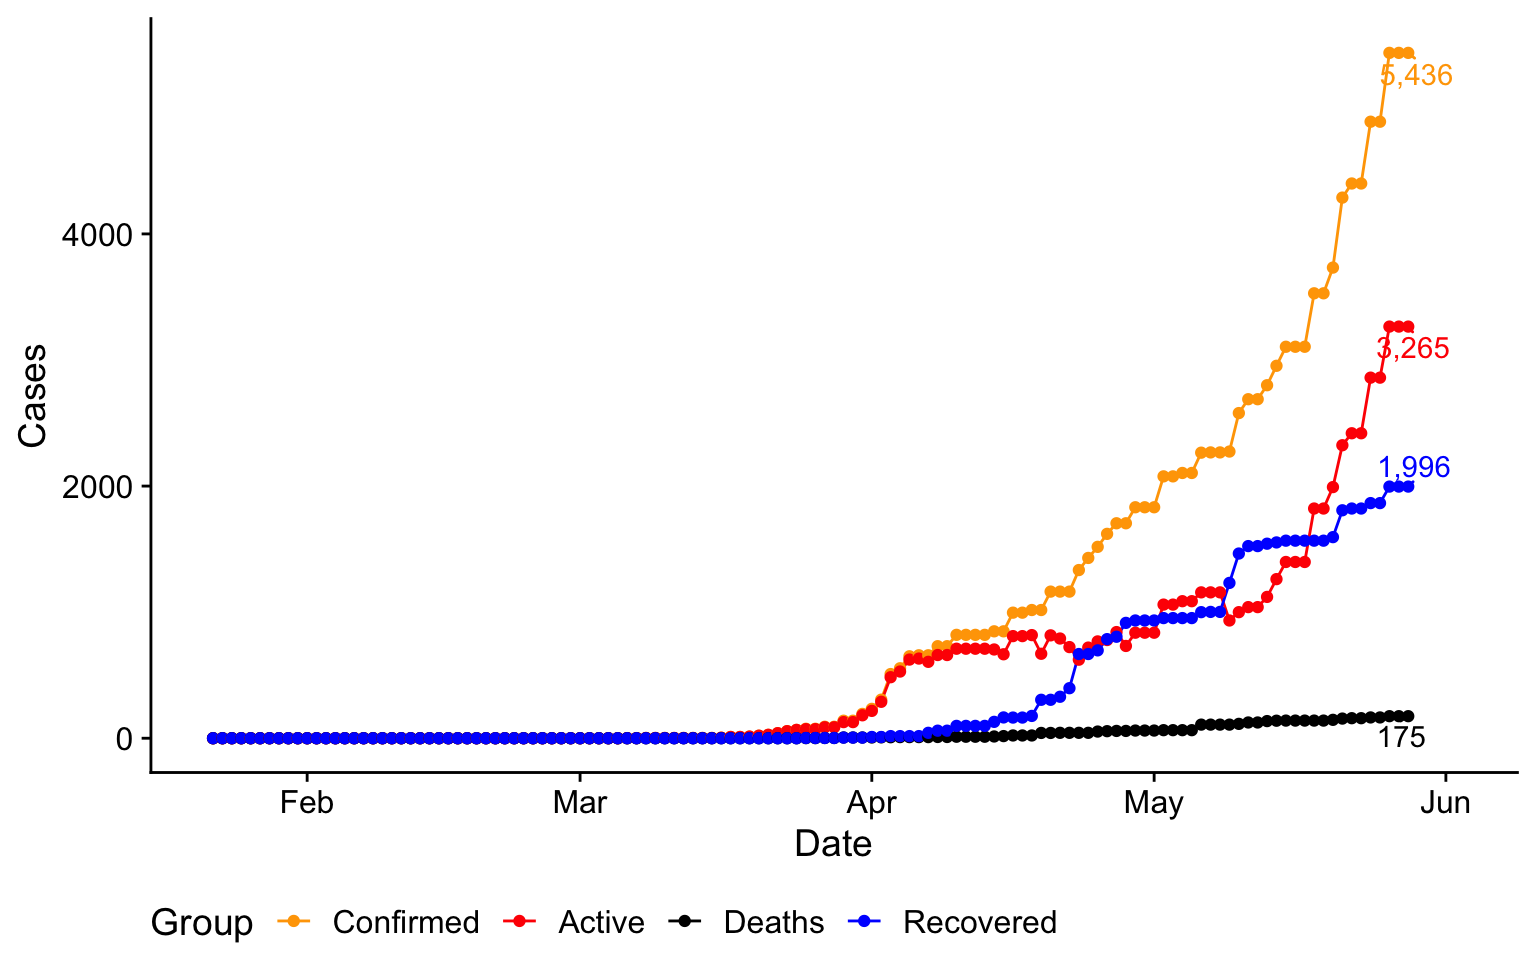 5,436
4000
3,265
Cases
1,996
2000
0
175
Feb Mar Apr May Jun
Date
Group Confirmed Active Deaths Recovered